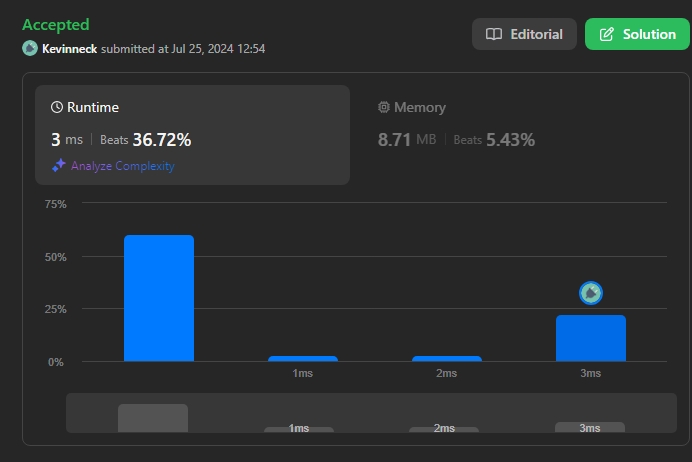 Accepted
Kevinneck submitted at Jul 25, 2024 12:54
Editorial
Solution
Runtime
3 ms Beats 36.72%
Analyze Complexity
Memory
8.71 MB Beats 5.43%
75%
50%
25%
0%
1ms 2ms 3ms
1ms 2ms 3ms